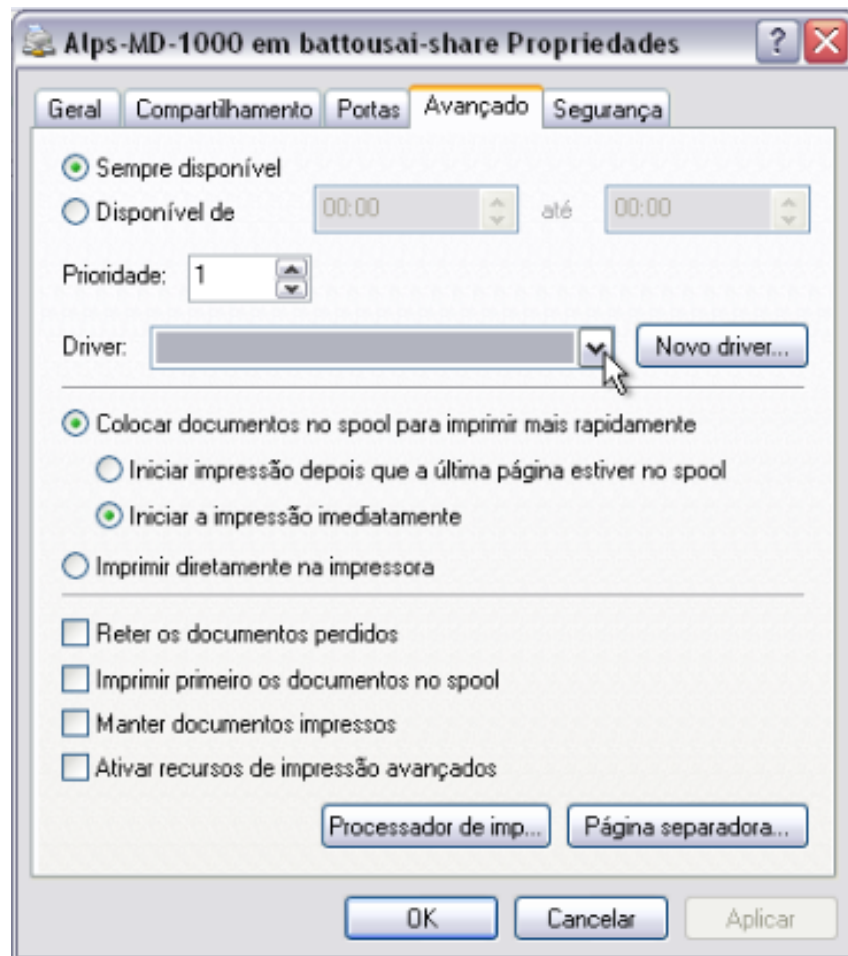 Alps-MD-1000 em battousai-share Propriedades
Geral Compartilhamento Portas Avançado Segurança
Sempre disponível
Disponível de 00:00 até 00:00
Prioridade: 1
Driver: Novo driver...
Colocar documentos no spool para imprimir mais rapidamente
Iniciar impressão depois que a última página estiver no spool
Iniciar a impressão imediatamente
Imprimir diretamente na impressora
Reter os documentos perdidos
Imprimir primeiro os documentos no spool
Manter documentos impressos
Ativar recursos de impressão avançados
Processador de imp... Página separadora...
OK Cancelar Aplicar